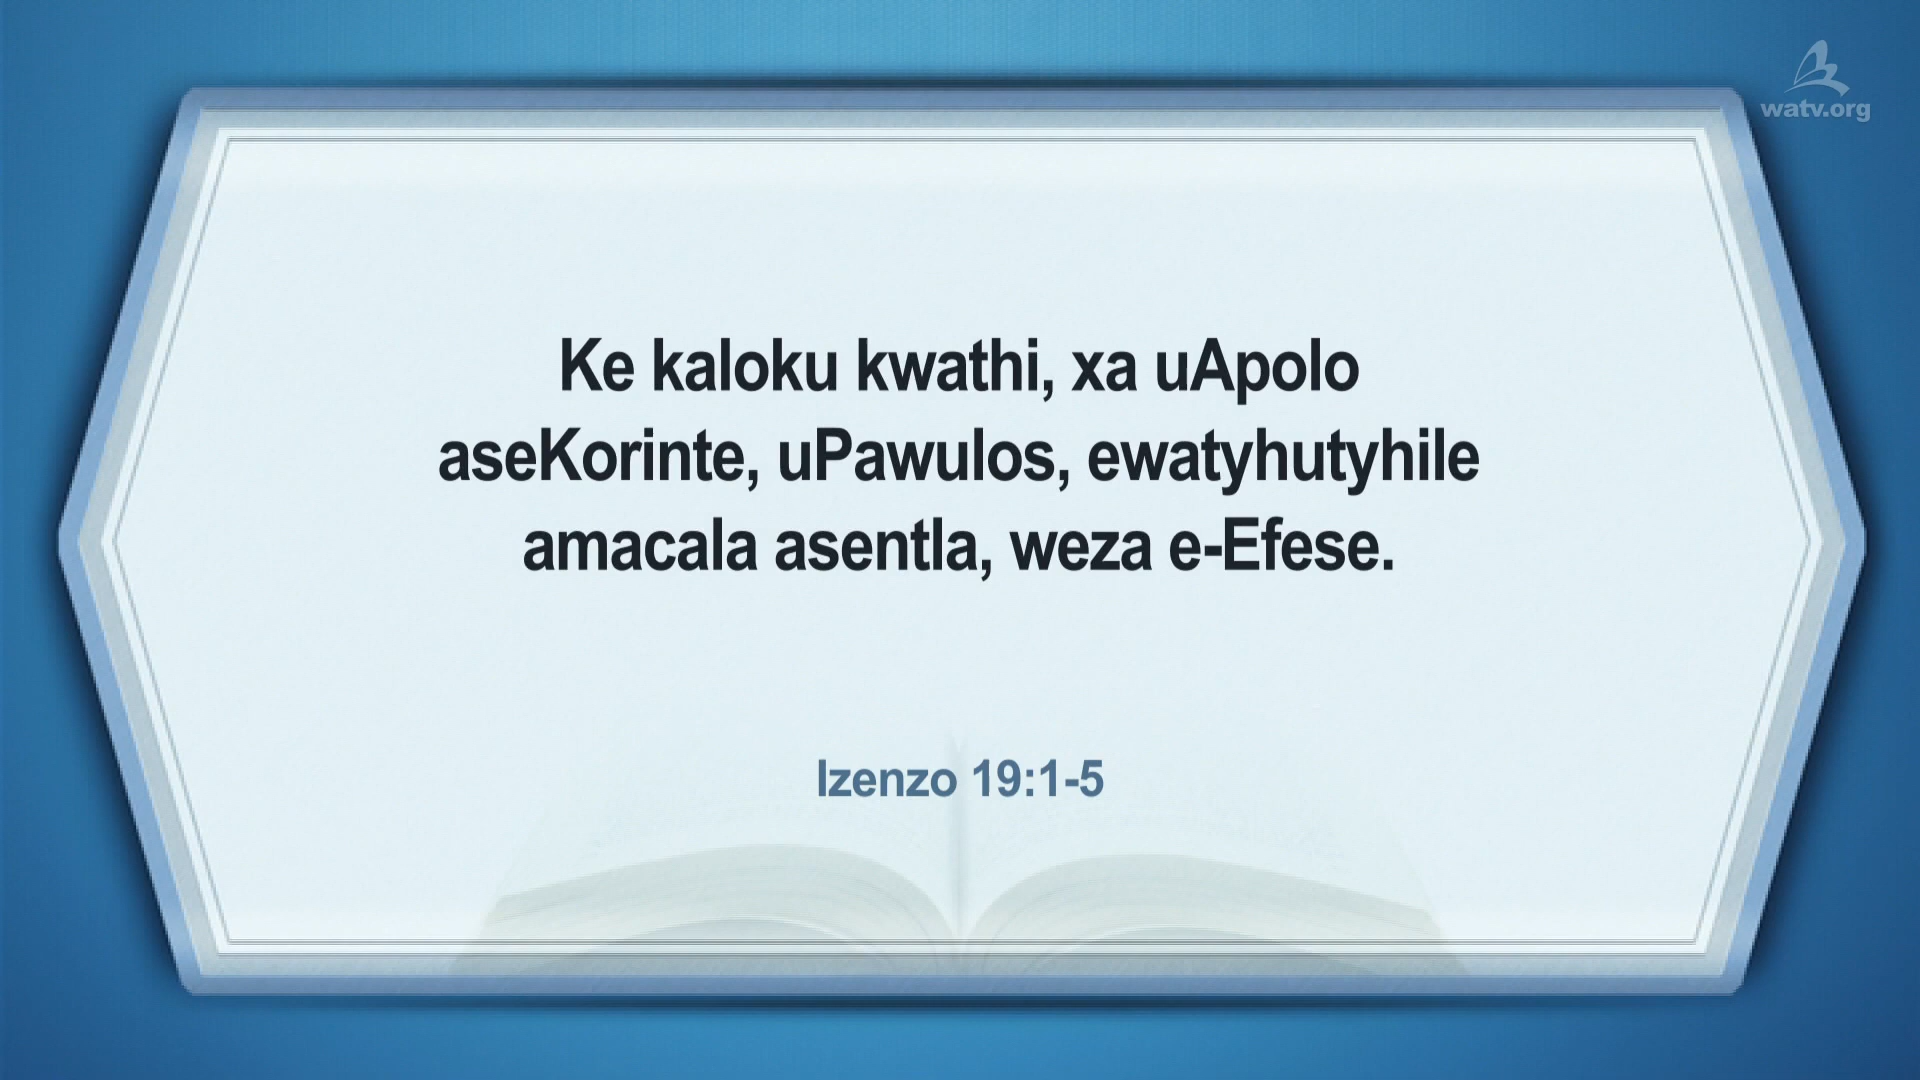 watv.org
Ke kaloku kwathi, xa uApolo
aseKorinte, uPawulos, ewatyhutyhile
amacala asentla, weza e-Efese.
Izenzo 19:1-5